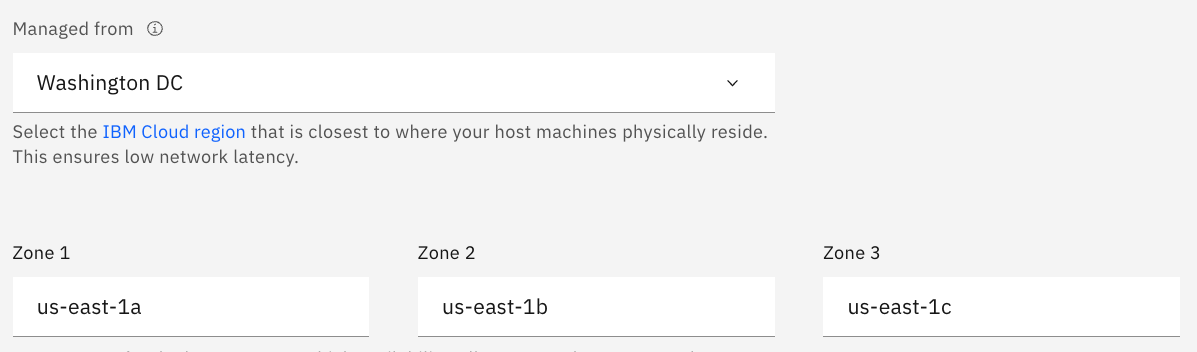 Managed from
Washington DC
Select the IBM Cloud region that is closest to where your host machines physically reside.
This ensures low network latency.
Zone 1 Zone 2 Zone 3
us-east-1a us-east-1b us-east-1c